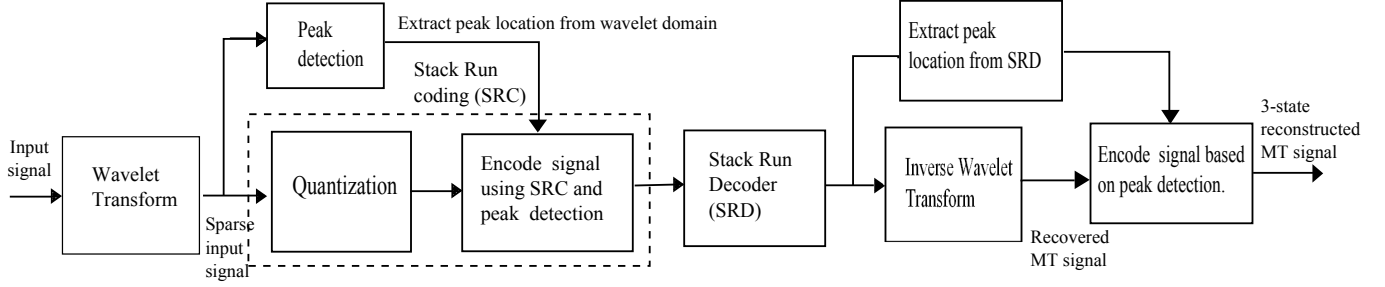 Input
signal
Wavelet
Transform
Sparse
input
signal
Peak
detection
Extract peak location from wavelet domain
Stack Run
coding (SRC)
Quantization
Encode signal
using SRC and
peak detection
Stack Run
Decoder
(SRD)
Extract peak
location from SRD
Inverse Wavelet
Transform
Recovered
MT signal
Encode signal based
on peak detection.
3-state
reconstructed
MT signal